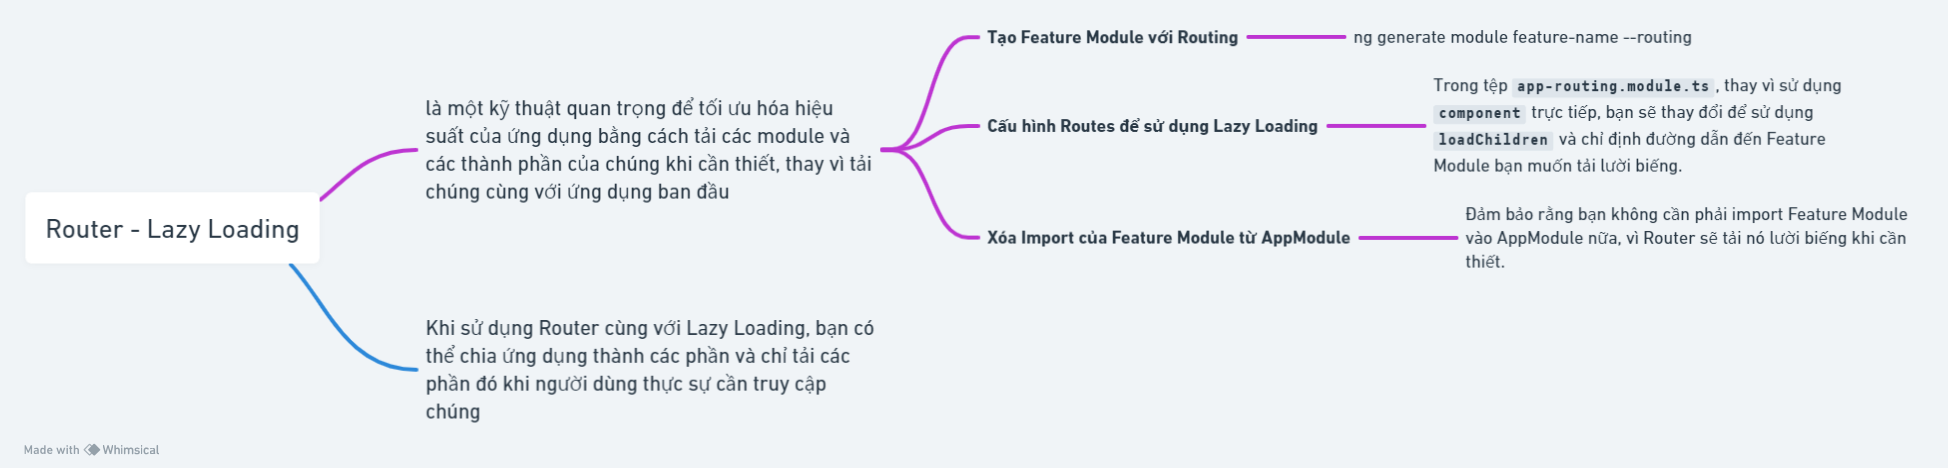 Router - Lazy Loading
là một kỹ thuật quan trọng để tối ưu hóa hiệu
suất của ứng dụng bằng cách tải các module và
các thành phần của chúng khi cần thiết, thay vì tải
chúng cùng với ứng dụng ban đầu
Tạo Feature Module với Routing
ng generate module feature-name --routing
Cấu hình Routes để sử dụng Lazy Loading
Trong tệp app-routing.module.ts, thay vì sử dụng
component trực tiếp, bạn sẽ thay đổi để sử dụng
loadChildren và chỉ định đường dẫn đến Feature
Module bạn muốn tải lười biếng.
Xóa Import của Feature Module từ AppModule
Đảm bảo rằng bạn không cần phải import Feature Module
vào AppModule nữa, vì Router sẽ tải nó lười biếng khi cần
thiết.
Khi sử dụng Router cùng với Lazy Loading, bạn có
thể chia ứng dụng thành các phần và chỉ tải các
phần đó khi người dùng thực sự cần truy cập
chúng
Made with Whimsical